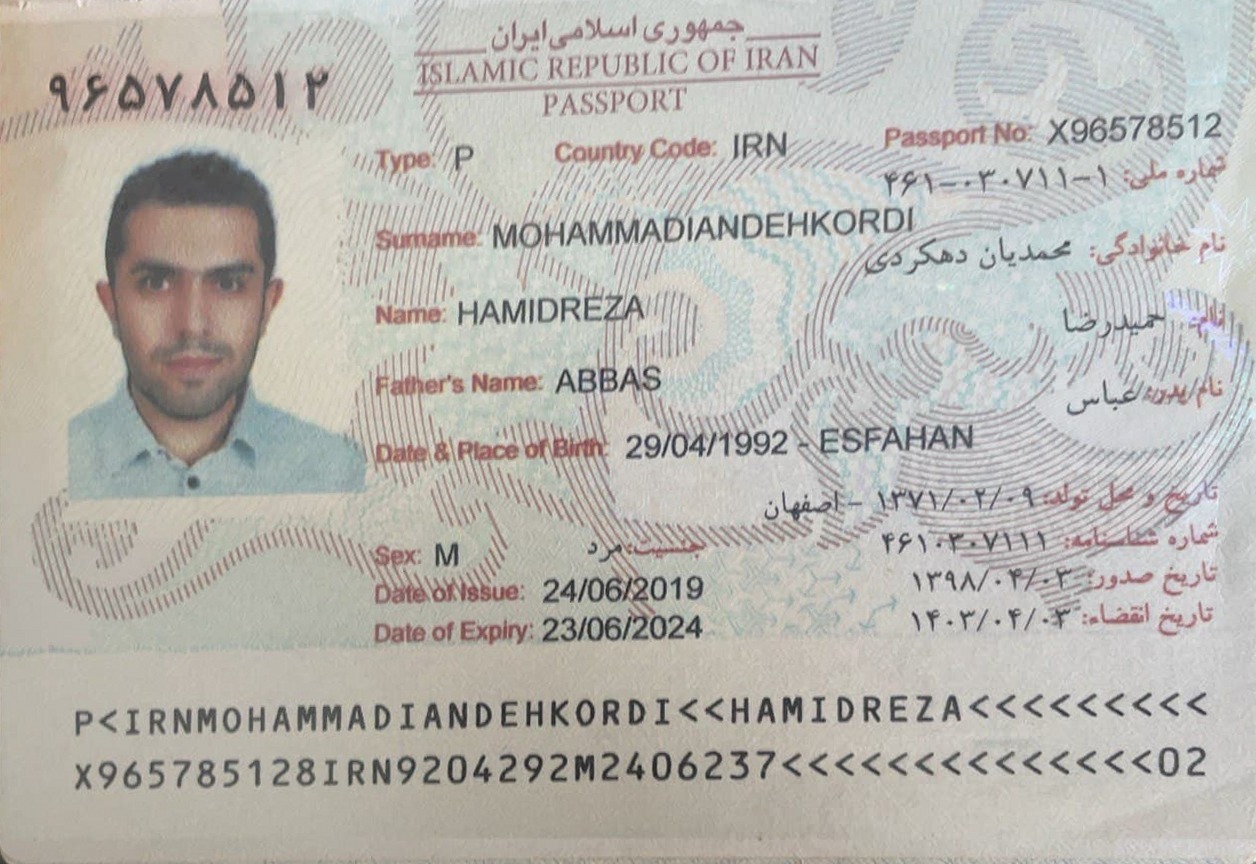 جمهوری اسلامی ایران
ISLAMIC REPUBLIC OF IRAN
PASSPORT
۹۶۵۷۸۵۱۲
Type: P Country Code: IRN Passport No: X96578512
شماره ملی: ۴۶۱-۰۳۰۷۱۱-۱
Surname: MOHAMMADIANDEHKORDI
نام خانوادگی: محمدیان دهکردی
Name: HAMIDREZA
نام: حمیدرضا
Father's Name: ABBAS
نام پدر: عباس
Date & Place of Birth: 29/04/1992 - ESFAHAN
تاریخ و محل تولد: ۱۳۷۱/۰۲/۰۹ - اصفهان
Sex: M جنسیت: مرد
شماره شناسنامه: ۴۶۱۰۳۰۷۱۱۱
Date of Issue: 24/06/2019
تاریخ صدور: ۱۳۹۸/۰۴/۰۳
Date of Expiry: 23/06/2024
تاریخ انقضاء: ۱۴۰۳/۰۴/۰۳
P<IRNMOHAMMADIANDEHKORDI<<HAMIDREZA<<<<<<<<<
X965785128IRN9204292M2406237<<<<<<<<<<<<<<02